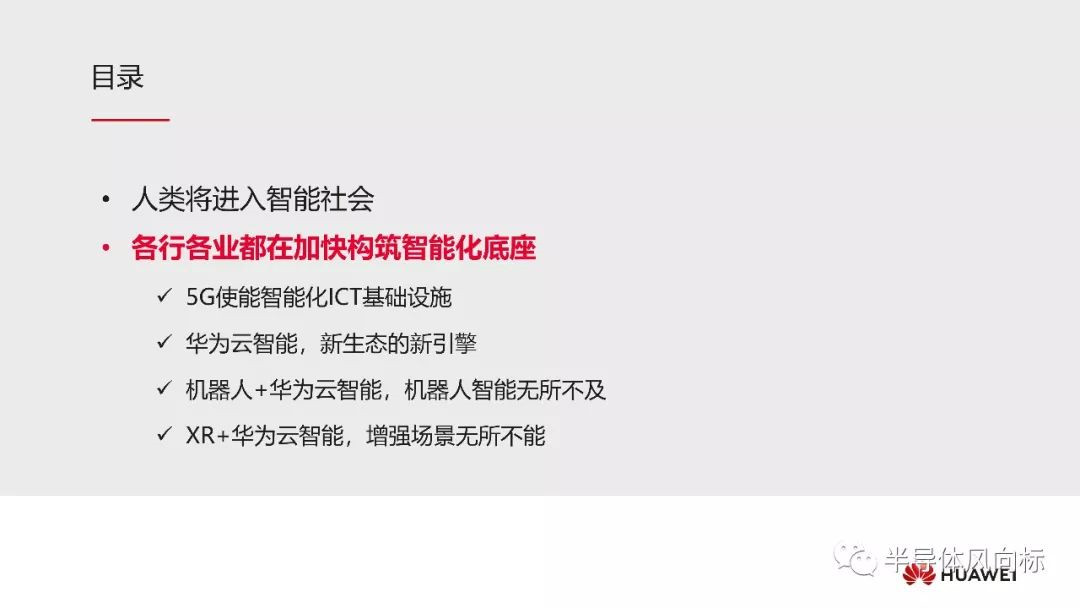 目录
• 人类将进入智能社会
• 各行各业都在加快构筑智能化底座
✓ 5G使能智能化ICT基础设施
✓ 华为云智能，新生态的新引擎
✓ 机器人+华为云智能，机器人智能无所不及
✓ XR+华为云智能，增强场景无所不能
半导体风向标
HUAWEI